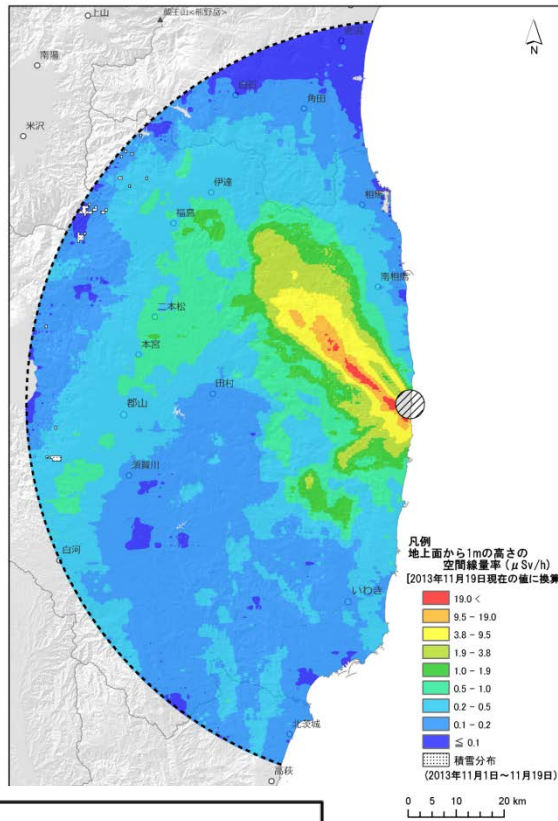 上山
蔵王山<熊野岳>
N
南陽
角田
米沢
伊達
相馬
福島
南相馬
二本松
本宮
田村
郡山
須賀川
白河
いわき
北茨城
高萩
凡例
地上面から1mの高さの
空間線量率(μSv/h)
[2013年11月19日現在の値に換算
19.0 <
9.5 - 19.0
3.8 - 9.5
1.9 - 3.8
1.0 - 1.9
0.5 - 1.0
0.2 - 0.5
0.1 - 0.2
≦ 0.1
積雪分布
(2013年11月1日~11月19日)
0 5 10 20 km